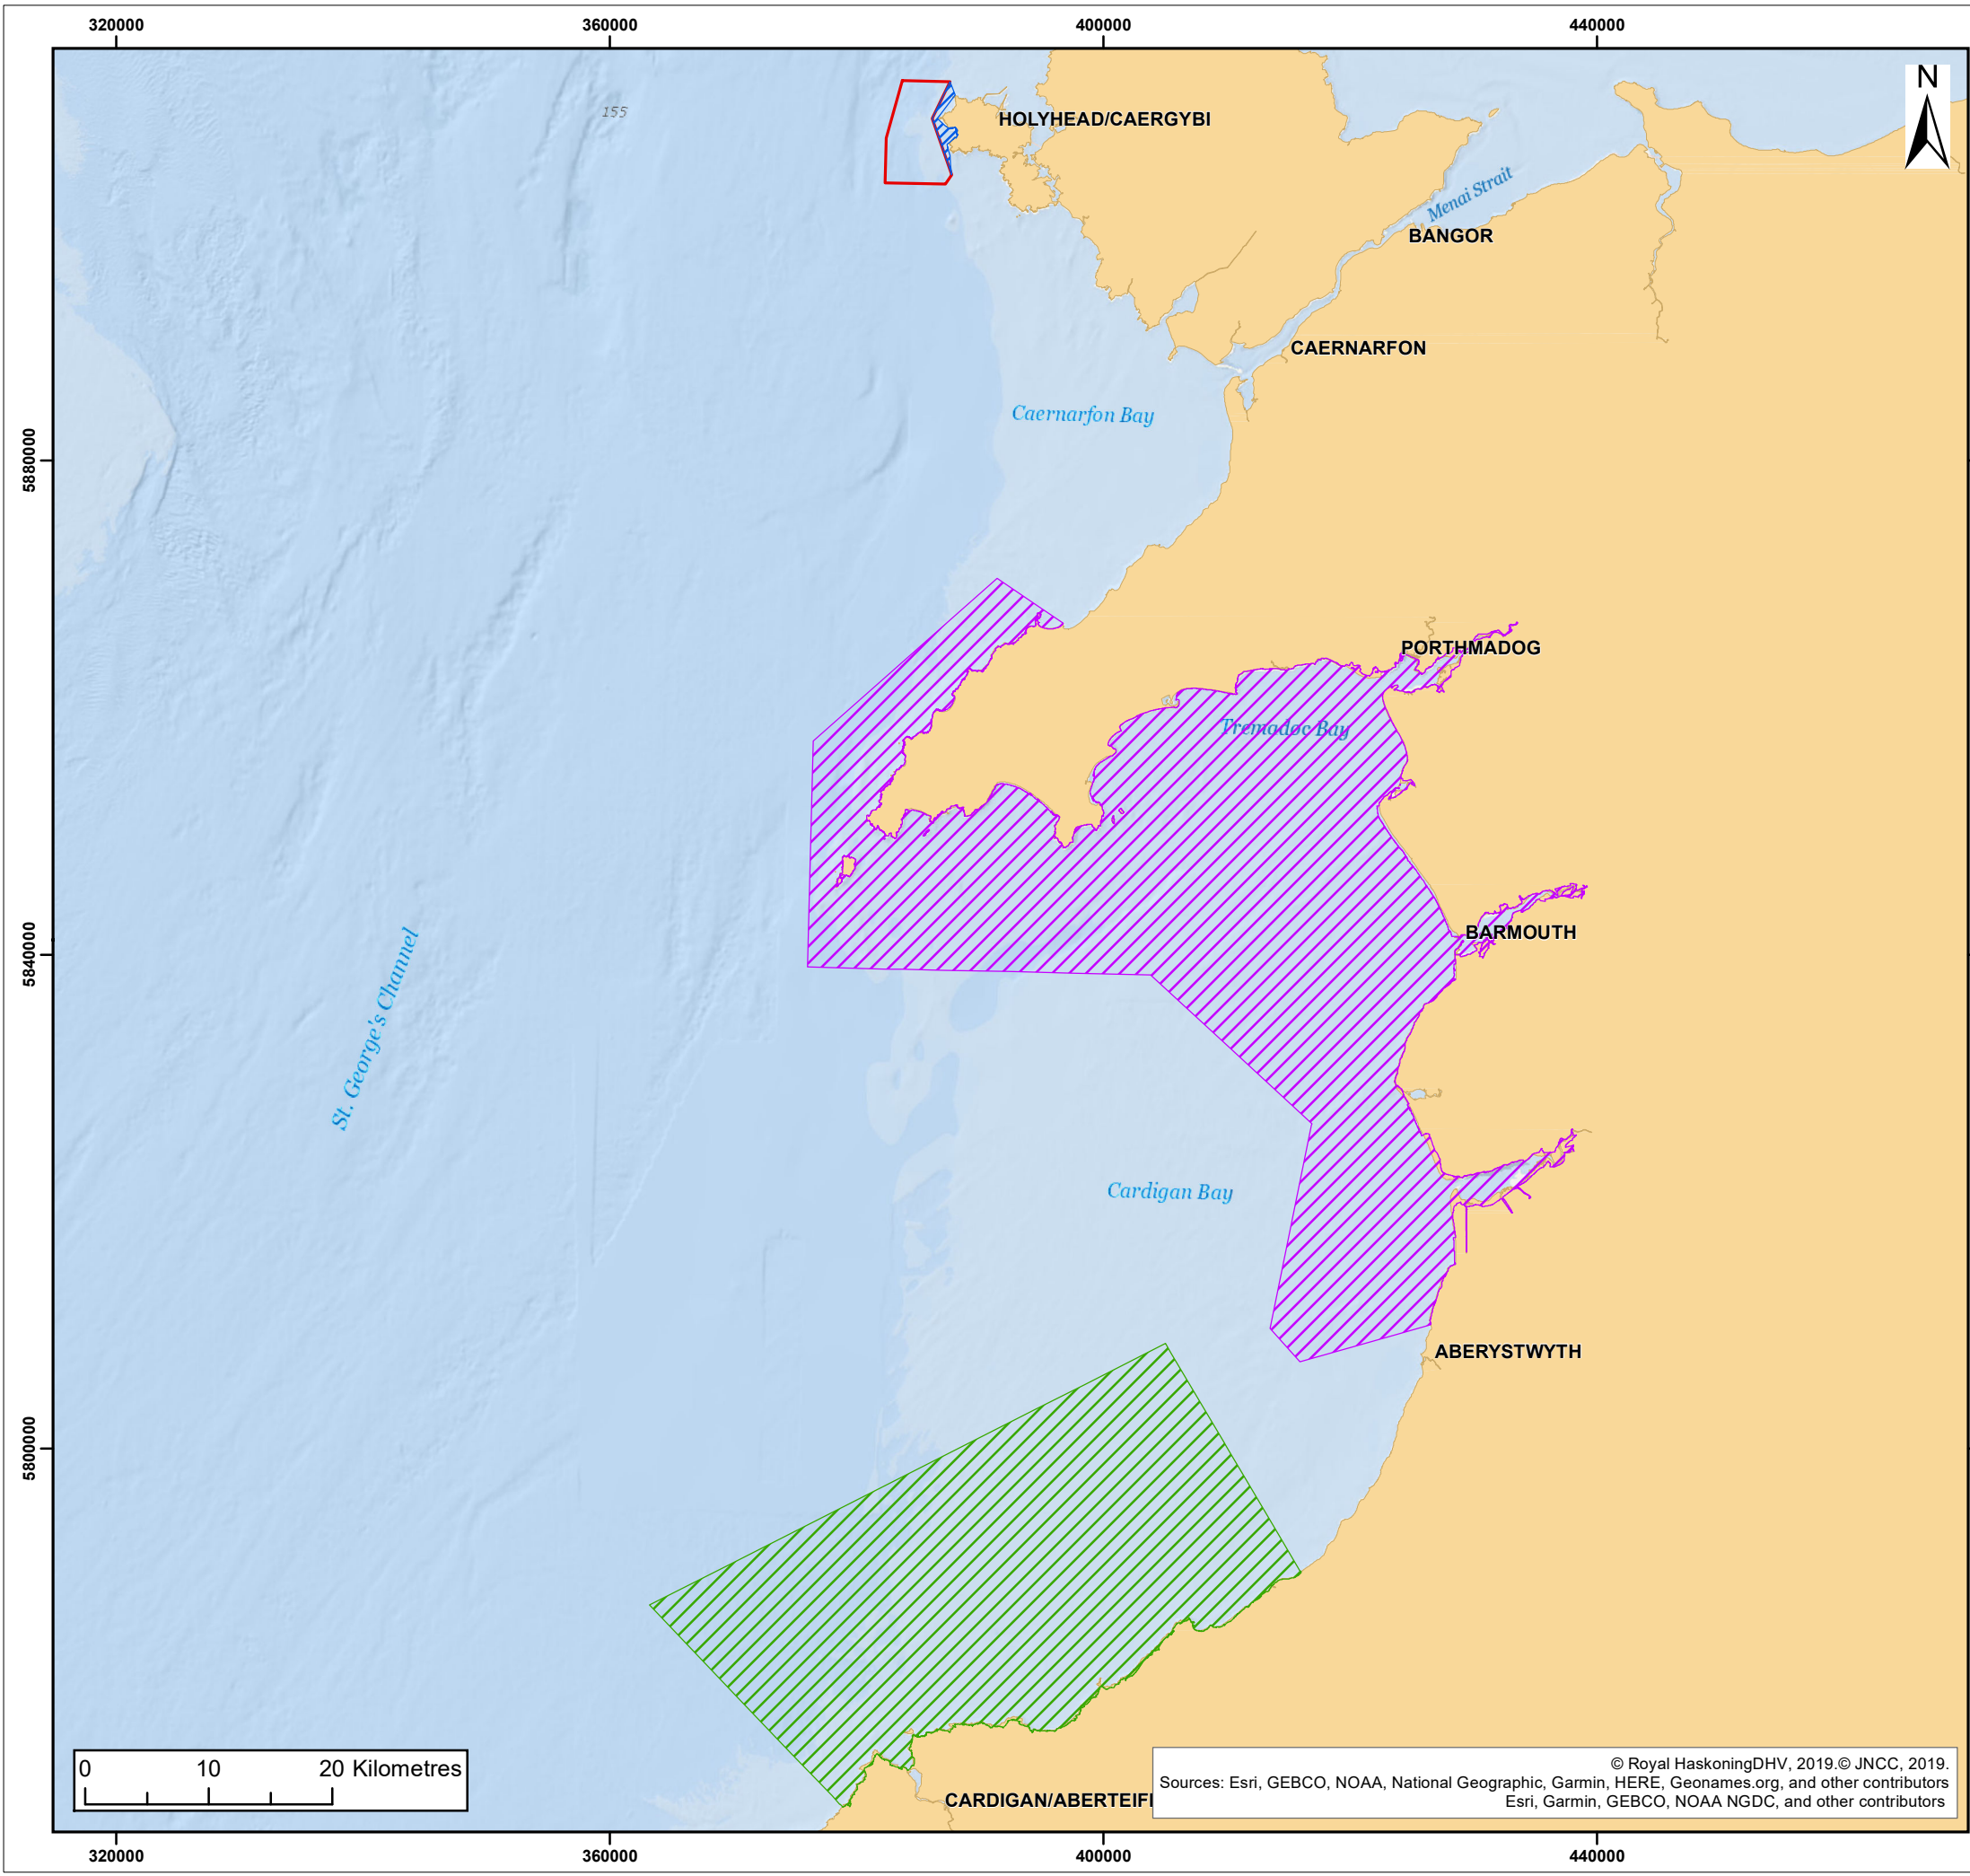 320000 360000 400000 440000
N
155
HOLYHEAD/CAERGYBI
Menai Strait
BANGOR
CAERNARFON
Caernarfon Bay
5880000
PORTHMADOG
Tremadoc Bay
BARMOUTH
5840000
St. George's Channel
Cardigan Bay
ABERYSTWYTH
5800000
0 10 20 Kilometres
© Royal HaskoningDHV, 2019.© JNCC, 2019.
Sources: Esri, GEBCO, NOAA, National Geographic, Garmin, HERE, Geonames.org, and other contributors
Esri, Garmin, GEBCO, NOAA NGDC, and other contributors
CARDIGAN/ABERTEIFI
320000 360000 400000 440000